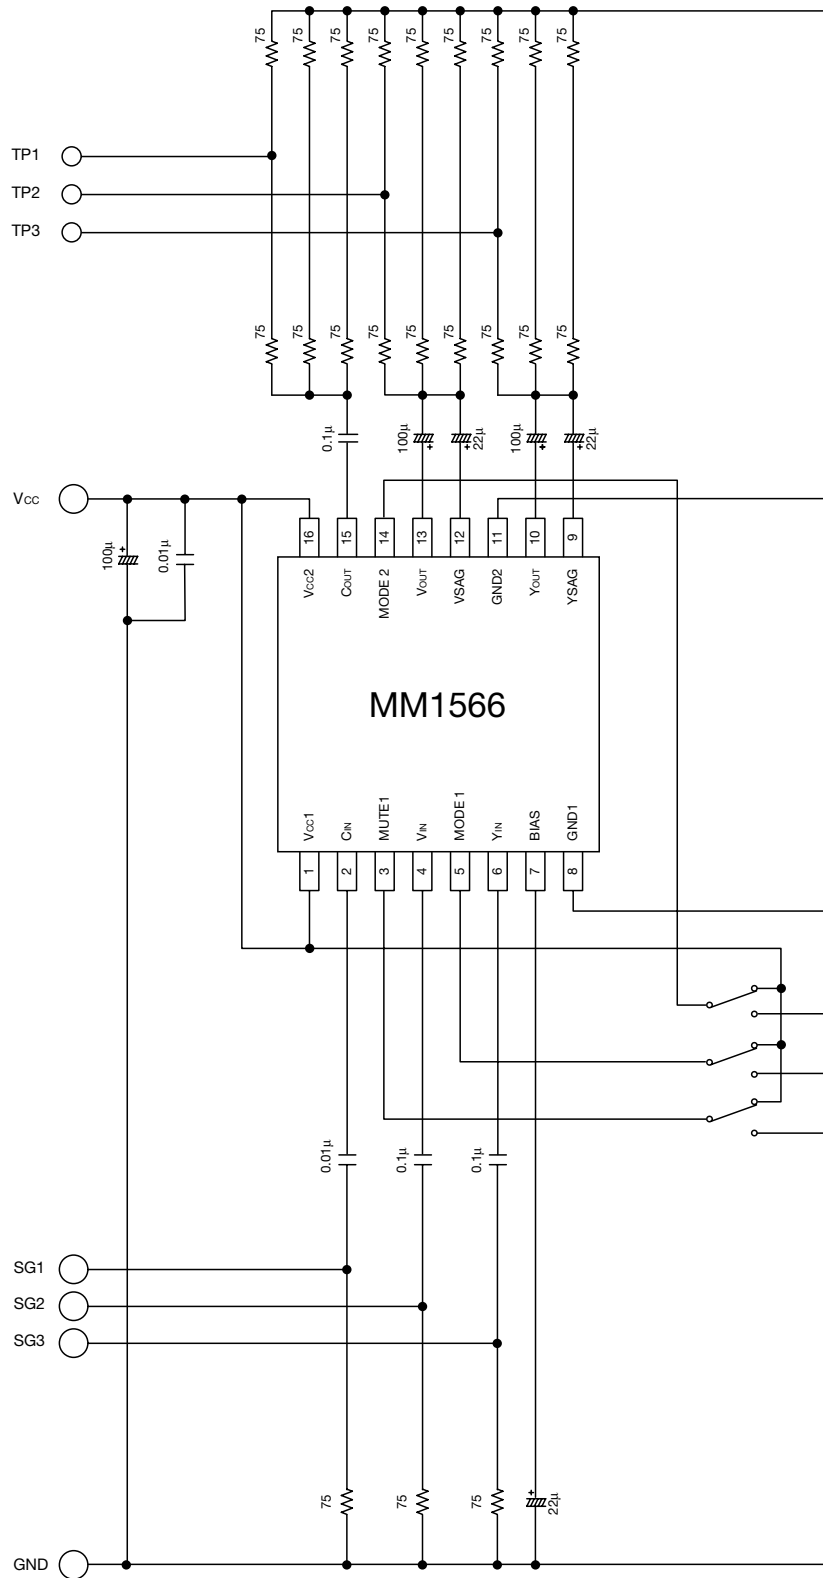 75 75 75 75 75 75 75 75 75
TP1
TP2
TP3
75 75 75 75 75 75 75 75 75
0.1µ 100µ + 22µ + 100µ + 22µ +
VCC
100µ + 0.01µ
16 15 14 13 12 11 10 9
VCC2 COUT MODE 2 VOUT VSAG GND2 YOUT YSAG
MM1566
VCC1 CIN MUTE1 VIN MODE 1 YIN BIAS GND1
1 2 3 4 5 6 7 8
0.01µ 0.1µ 0.1µ
SG1
SG2
SG3
75 75 75 + 22µ
GND